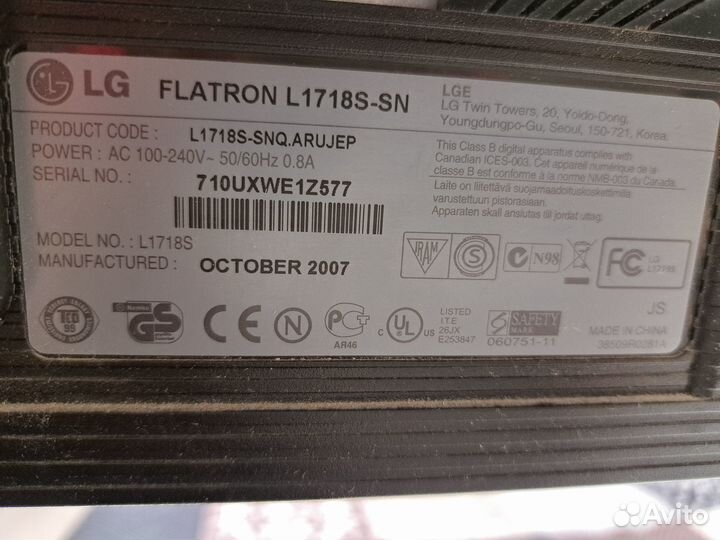 LG FLATRON L1718S-SN
LGE
LG Twin Towers, 20, Yoido-Dong,
Youngdungpo-Gu, Seoul, 150-721, Korea.
PRODUCT CODE : L1718S-SNQ.ARUJEP
POWER : AC 100-240V~ 50/60Hz 0.8A
SERIAL NO. :
710UXWE1Z577
This Class B digital apparatus complies with
Canadian ICES-003. Cet appareil numérique de la
classe B est conforme à la norme NMB-003 du Canada.
Laite on liitettävä suojamaadoituskoskettimilla
varustettuun pistorasiaan.
Apparaten skall anslutas till jordat uttag.
MODEL NO. : L1718S
MANUFACTURED : OCTOBER 2007
IRAM
S
N98
FC
LG
L1718S
JS
TCO
99
Nemko
GS
CE
N
РСТ
AR46
C UL US
LISTED
I.T.E
26JX
E253847
SAFETY
MARK
060751-11
MADE IN CHINA
38509R0281A
Avito